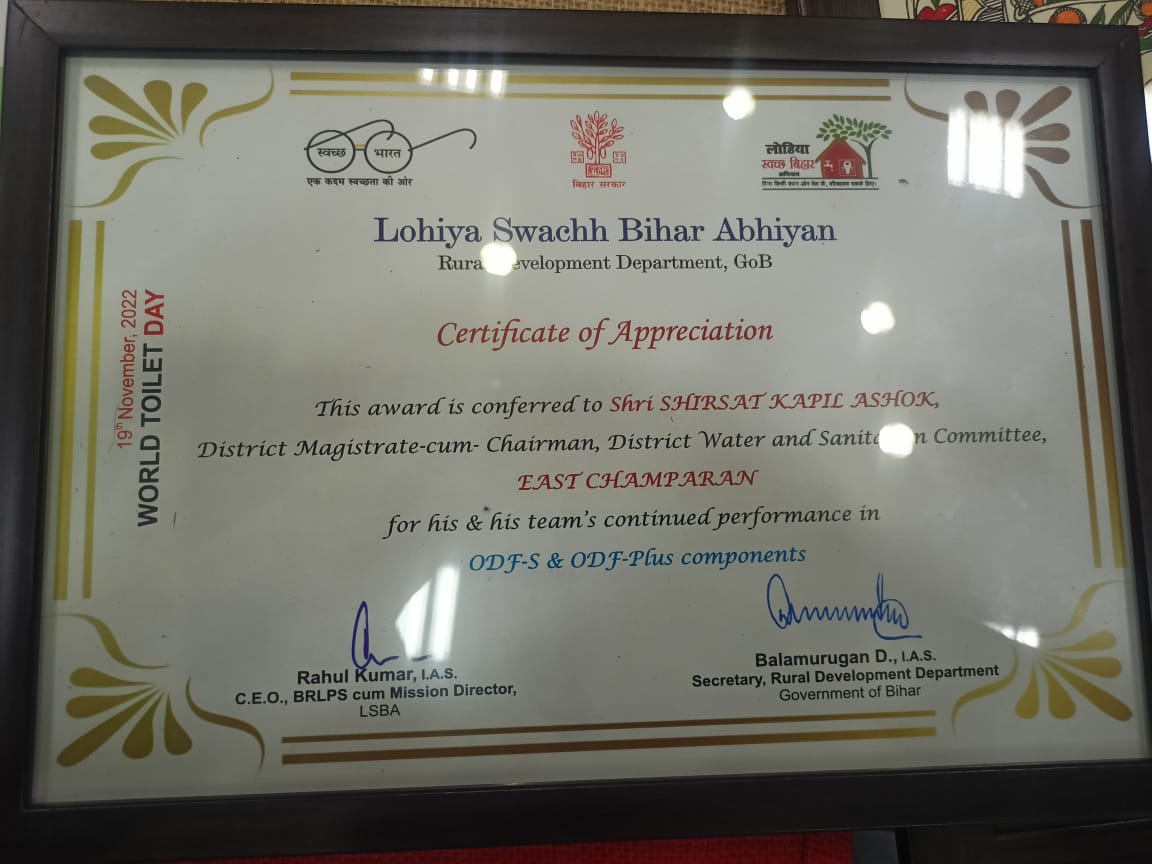 स्वच्छ भारत
एक कदम स्वच्छता की ओर
बिहार सरकार
लोहिया
स्वच्छ बिहार
अभियान
Lohiya Swachh Bihar Abhiyan
Rural Development Department, GoB
19th November, 2022
WORLD TOILET DAY
Certificate of Appreciation
This award is conferred to Shri SHIRSAT KAPIL ASHOK,
District Magistrate-cum- Chairman, District Water and Sanitation Committee,
EAST CHAMPARAN
for his & his team's continued performance in
ODF-S & ODF-Plus components
Rahul Kumar, I.A.S.
C.E.O., BRLPS cum Mission Director,
LSBA
Balamurugan D., I.A.S.
Secretary, Rural Development Department
Government of Bihar